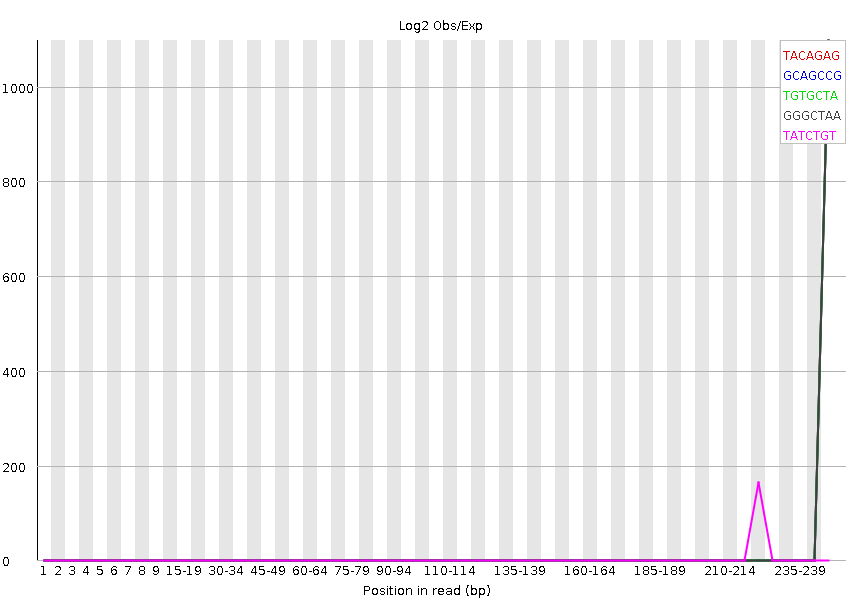 Log2 Obs/Exp
TACAGAG
GCAGCCG
TGTGCTA
GGGCTAA
TATCTGT
1000
800
600
400
200
0
1 2 3 4 5 6 7 8 9 15-19 30-34 45-49 60-64 75-79 90-94 110-114 135-139 160-164 185-189 210-214 235-239
Position in read (bp)